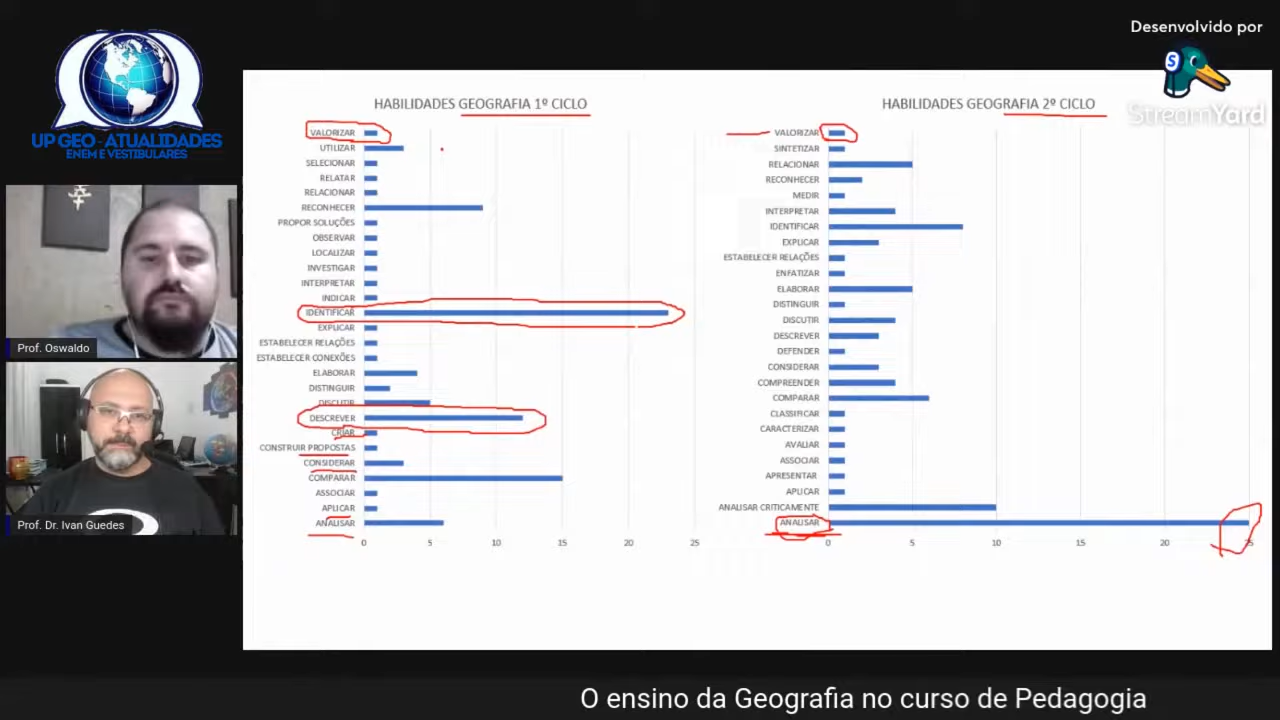 Desenvolvido por
StreamYard
UP GEO - ATUALIDADES
ENEM E VESTIBULARES
Prof. Oswaldo
Prof. Dr. Ivan Guedes
HABILIDADES GEOGRAFIA 1º CICLO
VALORIZAR
UTILIZAR
SELECIONAR
RELATAR
RELACIONAR
RECONHECER
PROPOR SOLUÇÕES
OBSERVAR
LOCALIZAR
INVESTIGAR
INTERPRETAR
INDICAR
IDENTIFICAR
EXPLICAR
ESTABELECER RELAÇÕES
ESTABELECER CONEXÕES
ELABORAR
DISTINGUIR
DISCUTIR
DESCREVER
CRIAR
CONSTRUIR PROPOSTAS
CONSIDERAR
COMPARAR
ASSOCIAR
APLICAR
ANALISAR
0 5 10 15 20 25
HABILIDADES GEOGRAFIA 2º CICLO
VALORIZAR
SINTETIZAR
RELACIONAR
RECONHECER
MEDIR
INTERPRETAR
IDENTIFICAR
EXPLICAR
ESTABELECER RELAÇÕES
ENFATIZAR
ELABORAR
DISTINGUIR
DISCUTIR
DESCREVER
DEFENDER
CONSIDERAR
COMPREENDER
COMPARAR
CLASSIFICAR
CARACTERIZAR
AVALIAR
ASSOCIAR
APRESENTAR
APLICAR
ANALISAR CRITICAMENTE
ANALISAR
0 5 10 15 20 25
O ensino da Geografia no curso de Pedagogia